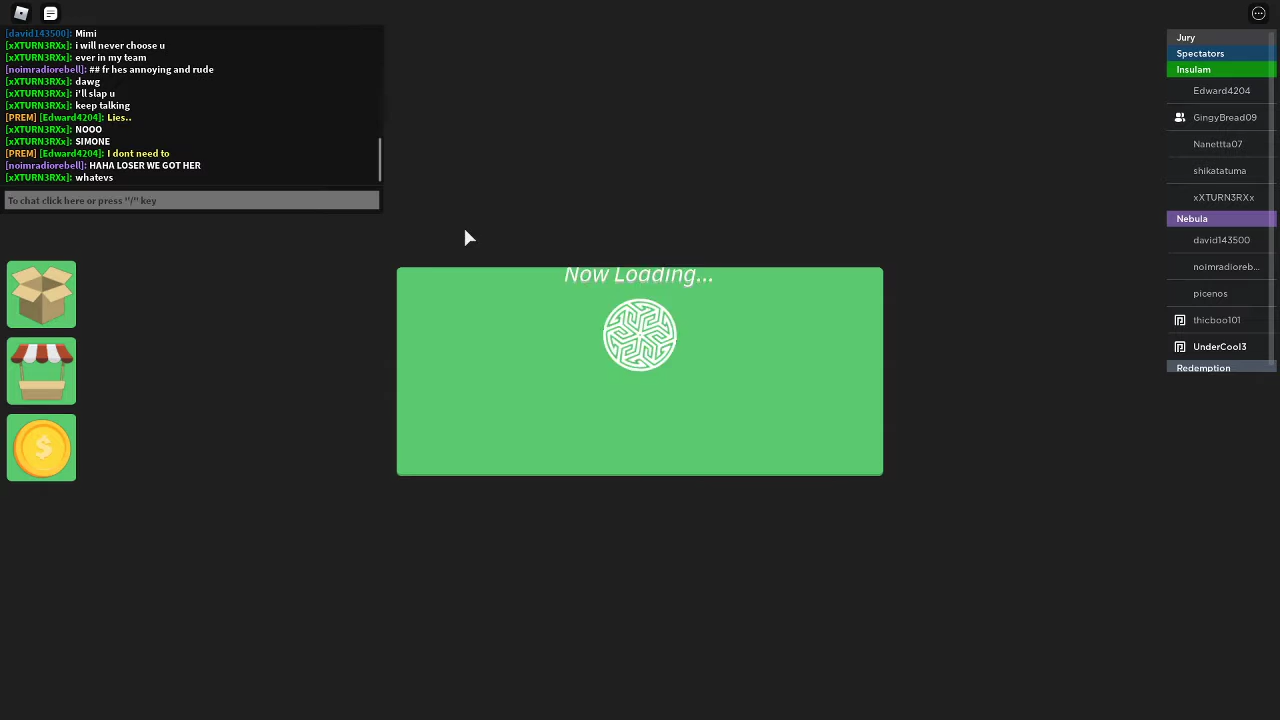 [david143500]: Mimi
[xXTURN3RXx]: i will never choose u
[xXTURN3RXx]: ever in my team
[noimradiorebell]: ## fr hes annoying and rude
[xXTURN3RXx]: dawg
[xXTURN3RXx]: i'll slap u
[xXTURN3RXx]: keep talking
[PREM] [Edward4204]: Lies..
[xXTURN3RXx]: NOOO
[xXTURN3RXx]: SIMONE
[PREM] [Edward4204]: I dont need to
[noimradiorebell]: HAHA LOSER WE GOT HER
[xXTURN3RXx]: whatevs
To chat click here or press "/" key
Now Loading...
$
Jury
Spectators
Insulam
Edward4204
GingyBread09
Nanettta07
shikatatuma
xXTURN3RXx
Nebula
david143500
noimradioreb...
picenos
thicboo101
UnderCool3
Redemption